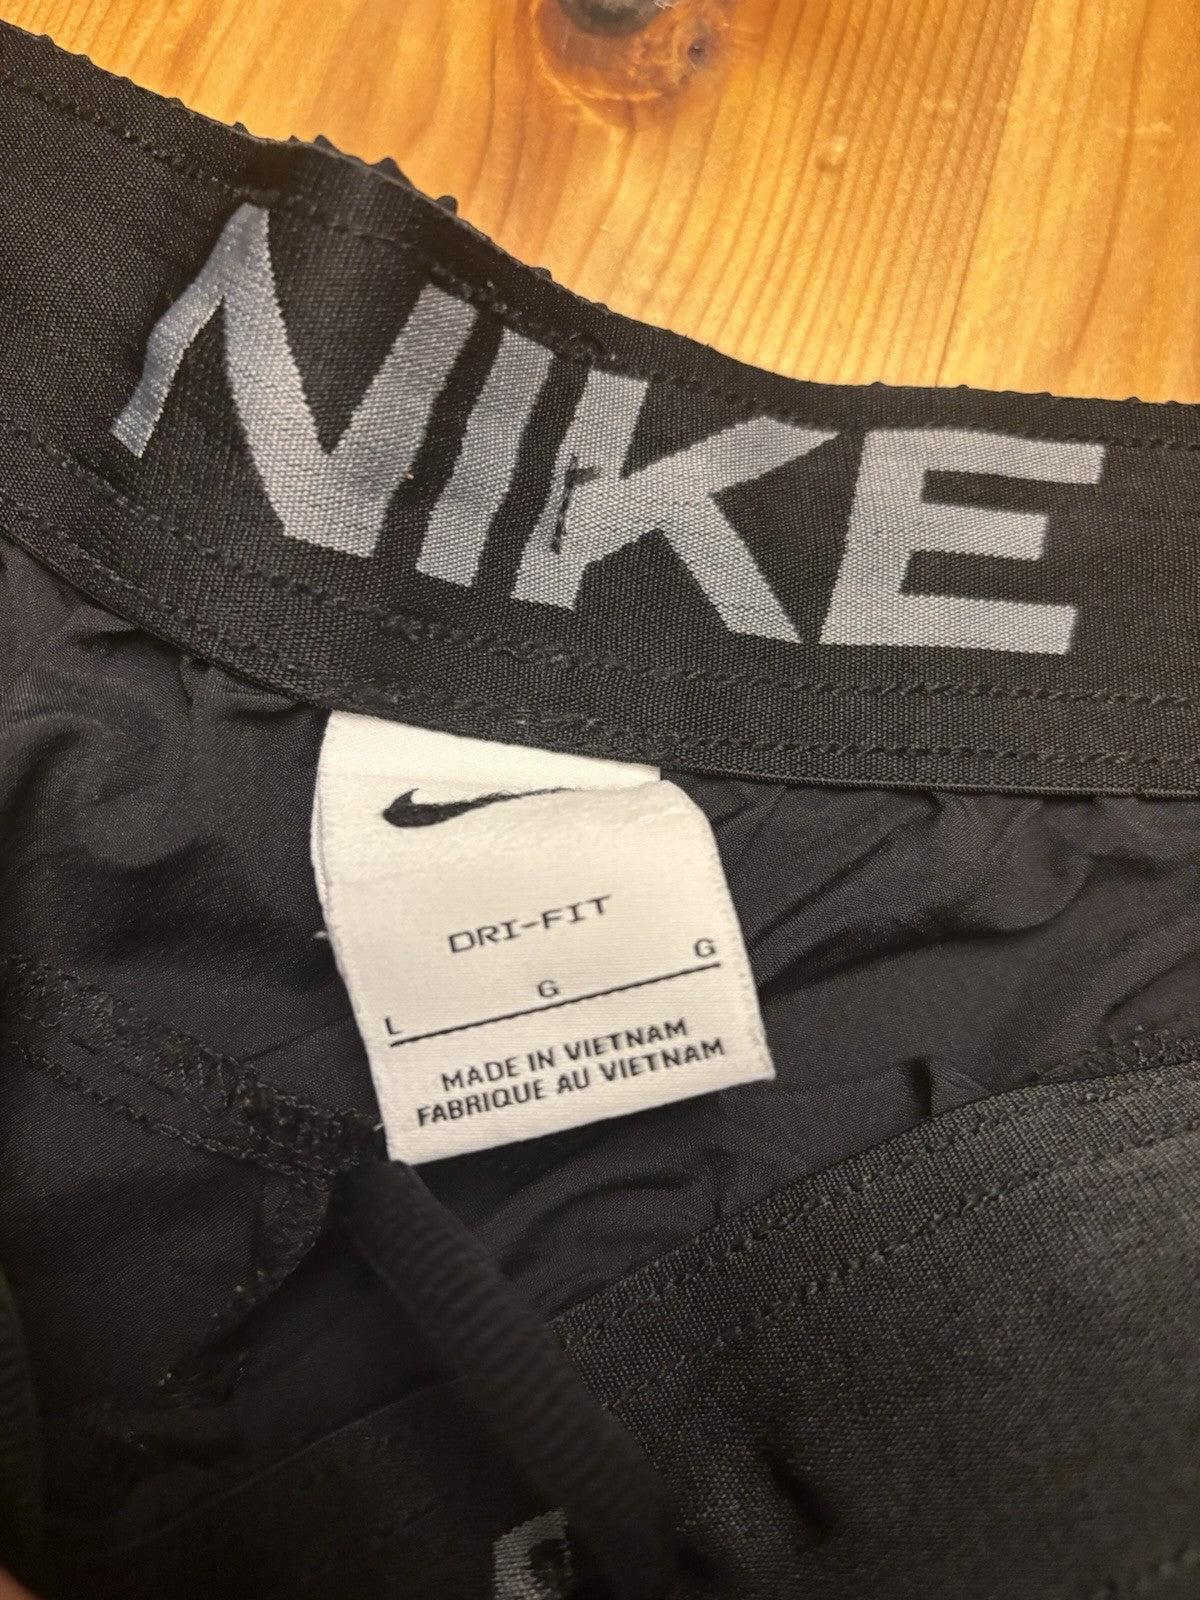 NIKE
DRI-FIT
L G G
MADE IN VIETNAM
FABRIQUE AU VIETNAM